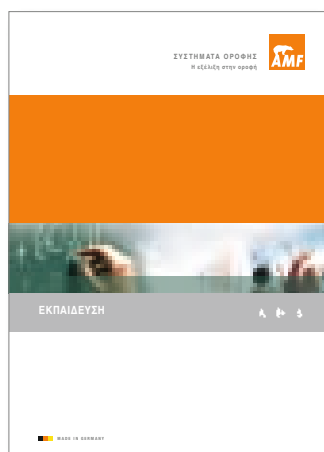 ΣΥΣΤΗΜΑΤΑ ΟΡΟΦΗΣ
Η εξέλιξη στην οροφή
AMF
ΕΚΠΑΙΔΕΥΣΗ
MADE IN GERMANY